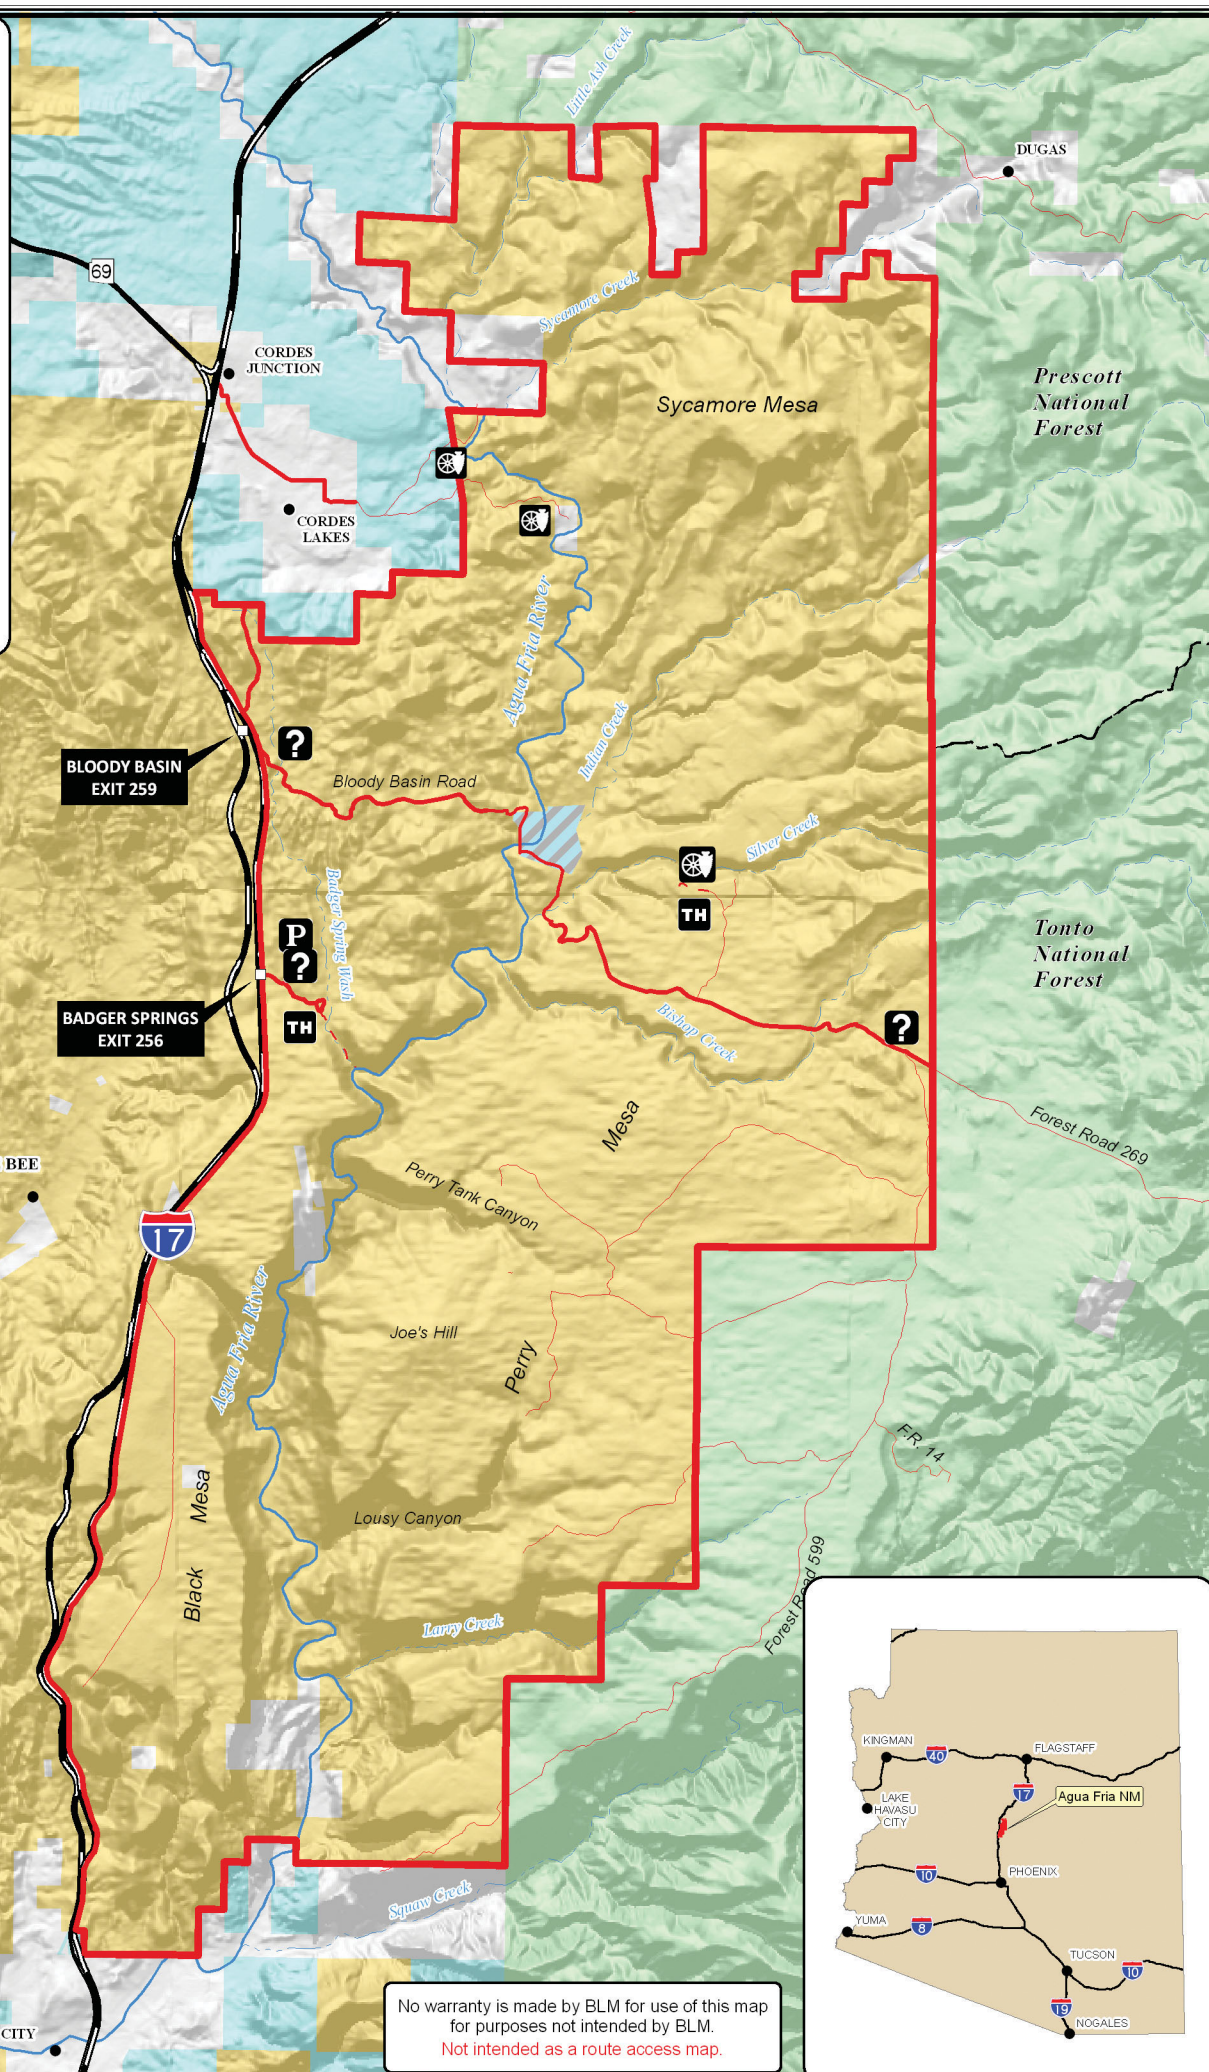 Little Ash Creek
DUGAS
69
Sycamore Creek
CORDES
JUNCTION
Prescott
National
Forest
Sycamore Mesa
CORDES
LAKES
Agua Fria River
Indian Creek
?
BLOODY BASIN
EXIT 259
Bloody Basin Road
Silver Creek
Badger Spring Wash
TH
P
?
Tonto
National
Forest
BADGER SPRINGS
EXIT 256
TH
Bishop Creek
?
Mesa
Forest Road 269
BEE
Perry Tank Canyon
17
Agua Fria River
Joe's Hill
Perry
F.R. 14
Mesa
Lousy Canyon
Black
Forest Road 599
Larry Creek
KINGMAN
40
FLAGSTAFF
17
Agua Fria NM
LAKE
HAVASU
CITY
10
PHOENIX
Squaw Creek
YUMA
8
TUCSON
10
19
NOGALES
No warranty is made by BLM for use of this map
for purposes not intended by BLM.
Not intended as a route access map.
CITY